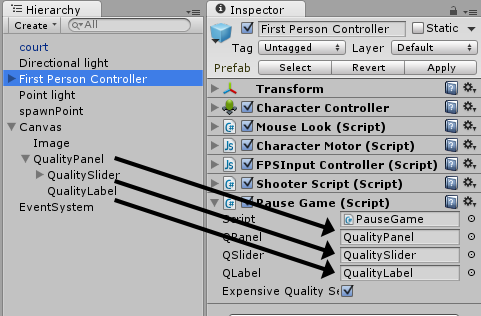 Hierarchy
Create
All
court
Directional light
First Person Controller
Point light
spawnPoint
Canvas
Image
QualityPanel
QualitySlider
QualityLabel
EventSystem
Inspector
First Person Controller
Static
Tag Untagged Layer Default
Prefab Select Revert Apply
Transform
Character Controller
Mouse Look (Script)
Character Motor (Script)
FPSInput Controller (Script)
Shooter Script (Script)
Pause Game (Script)
Script PauseGame
QPanel QualityPanel
QSlider QualitySlider
QLabel QualityLabel
Expensive Quality Se